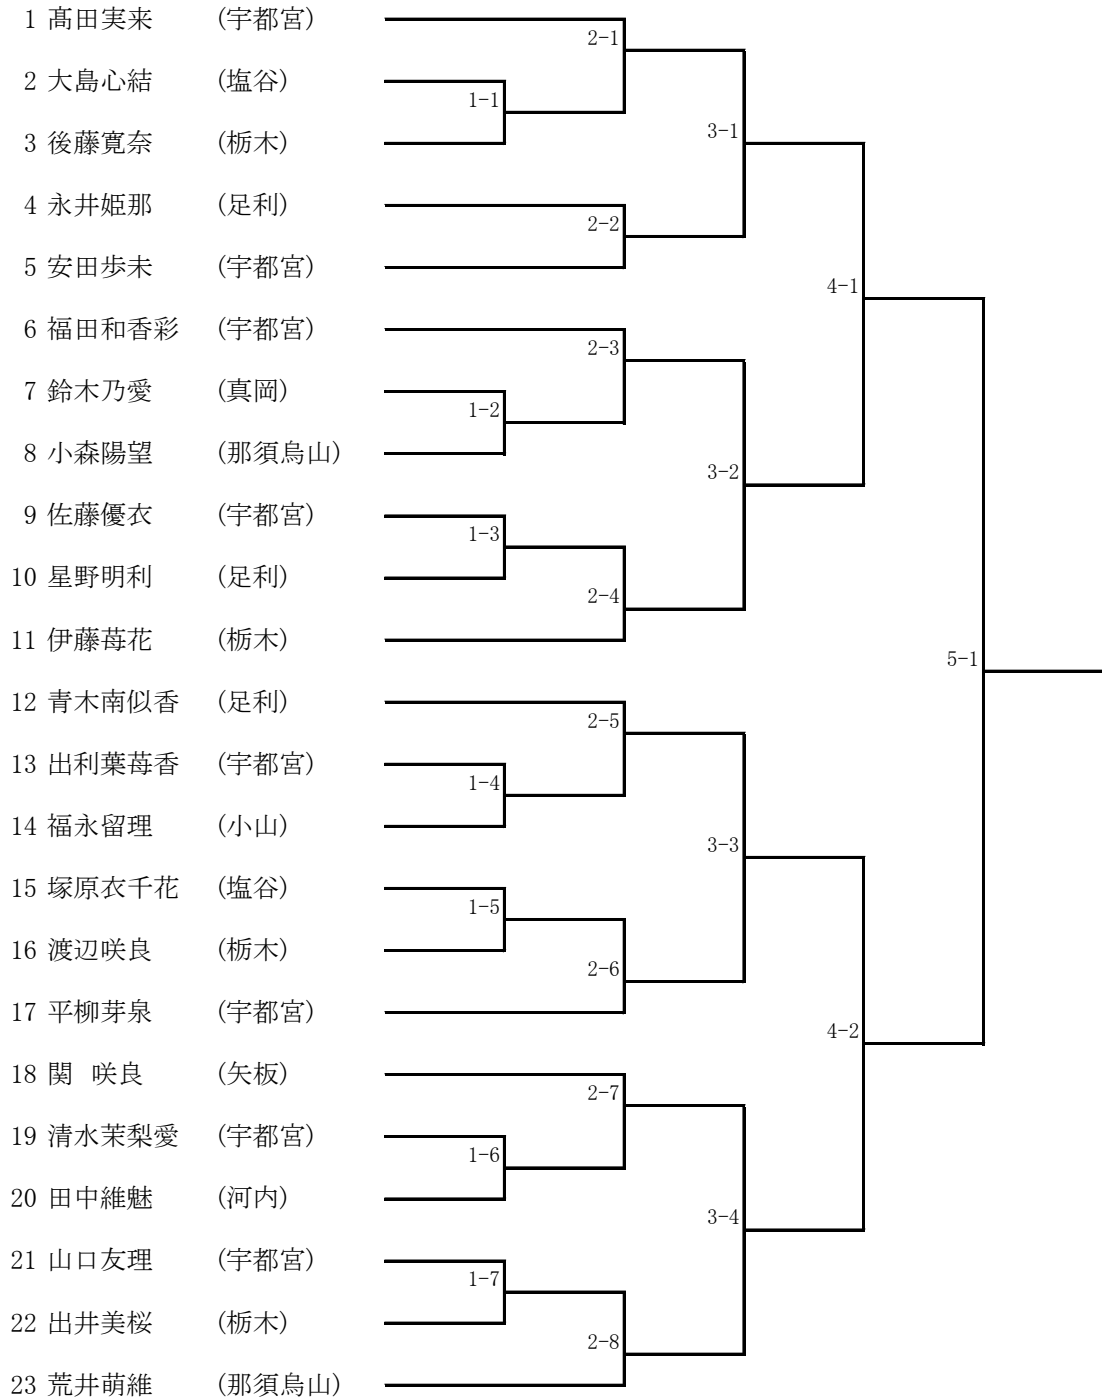 1 髙田実来 (宇都宮)
2-1
2 大島心結 (塩谷)
1-1
3-1
3 後藤寛奈 (栃木)
4 永井姫那 (足利)
2-2
5 安田歩未 (宇都宮)
4-1
6 福田和香彩 (宇都宮)
2-3
7 鈴木乃愛 (真岡)
1-2
8 小森陽望 (那須烏山)
3-2
9 佐藤優衣 (宇都宮)
1-3
10 星野明利 (足利)
2-4
11 伊藤苺花 (栃木)
5-1
12 青木南似香 (足利)
2-5
13 出利葉苺香 (宇都宮)
1-4
14 福永留理 (小山)
3-3
15 塚原衣千花 (塩谷)
1-5
16 渡辺咲良 (栃木)
2-6
17 平柳芽泉 (宇都宮)
4-2
18 関 咲良 (矢板)
2-7
19 清水茉梨愛 (宇都宮)
1-6
20 田中維魅 (河内)
3-4
21 山口友理 (宇都宮)
1-7
22 出井美桜 (栃木)
2-8
23 荒井萌維 (那須烏山)